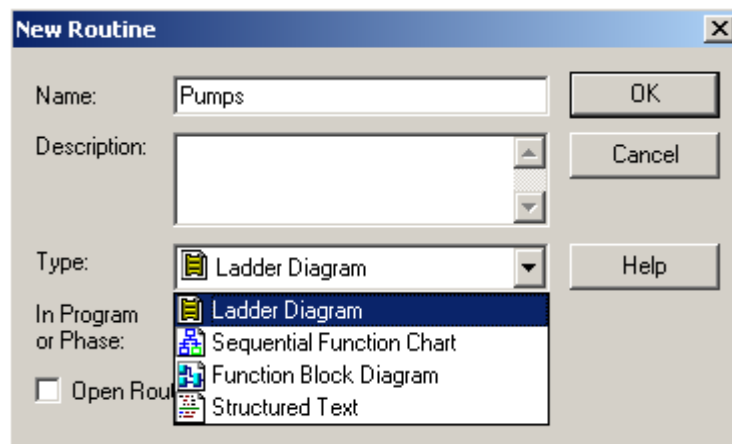 New Routine
Name:
Pumps
OK
Description:
Cancel
Type:
Ladder Diagram
Help
In Program
or Phase:
Ladder Diagram
Sequential Function Chart
Function Block Diagram
Structured Text
Open